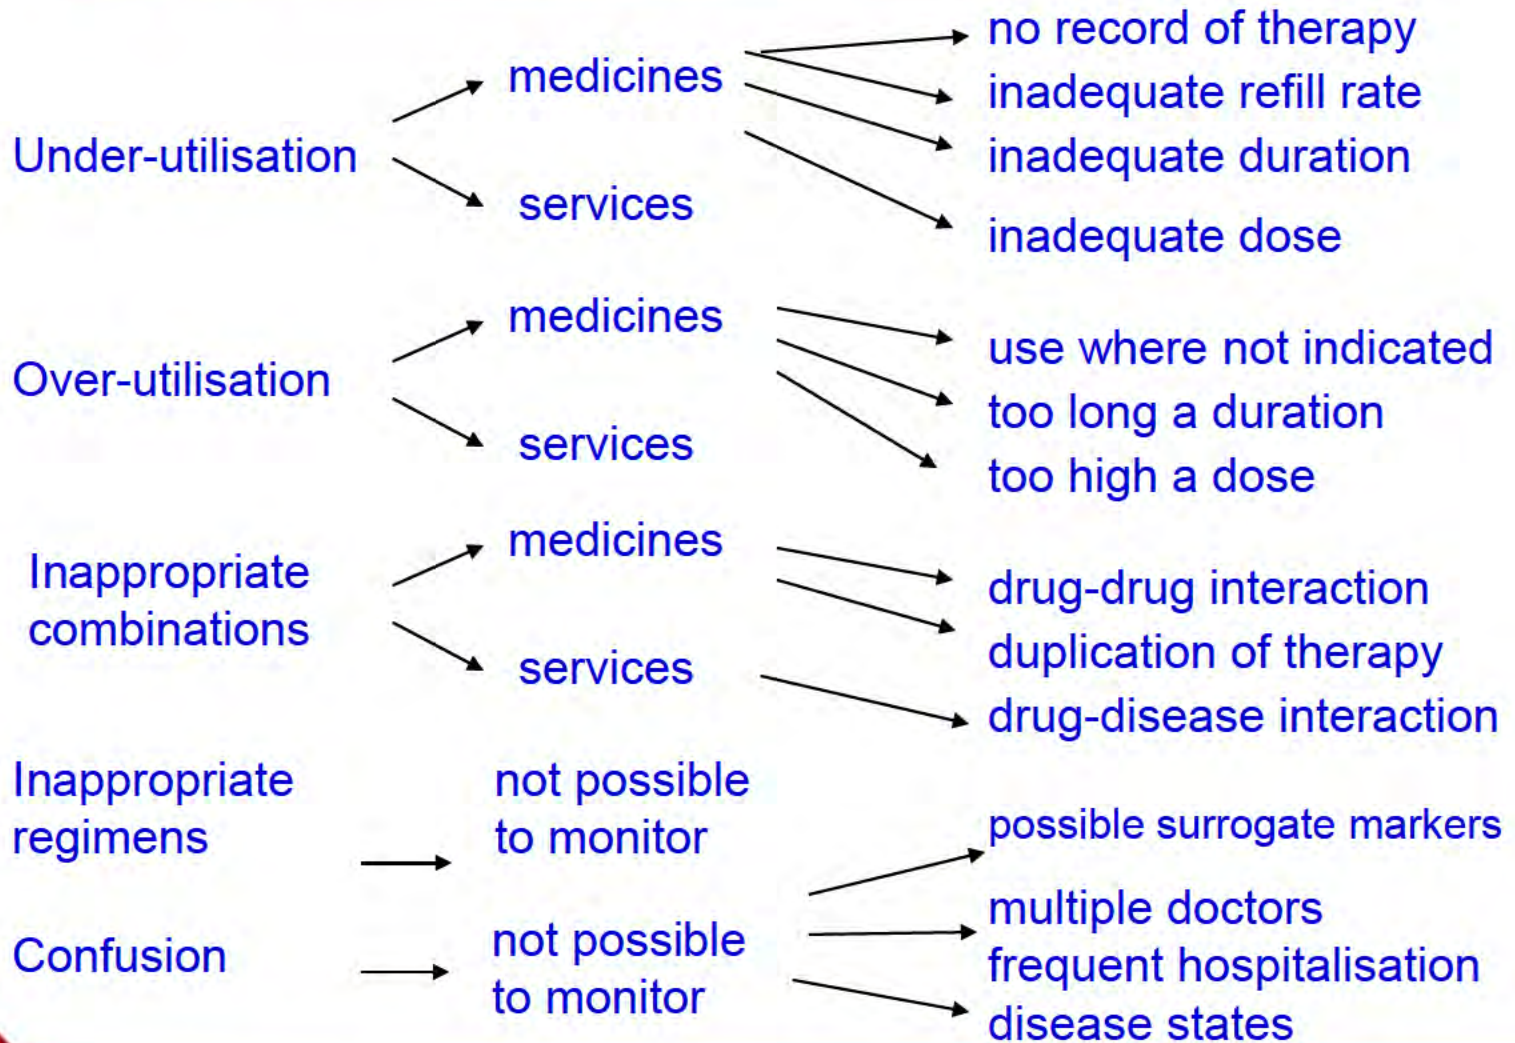 Under-utilisation
medicines
services
no record of therapy
inadequate refill rate
inadequate duration
inadequate dose
Over-utilisation
medicines
services
use where not indicated
too long a duration
too high a dose
Inappropriate
combinations
medicines
services
drug-drug interaction
duplication of therapy
drug-disease interaction
Inappropriate
regimens
not possible
to monitor
Confusion
not possible
to monitor
possible surrogate markers
multiple doctors
frequent hospitalisation
disease states